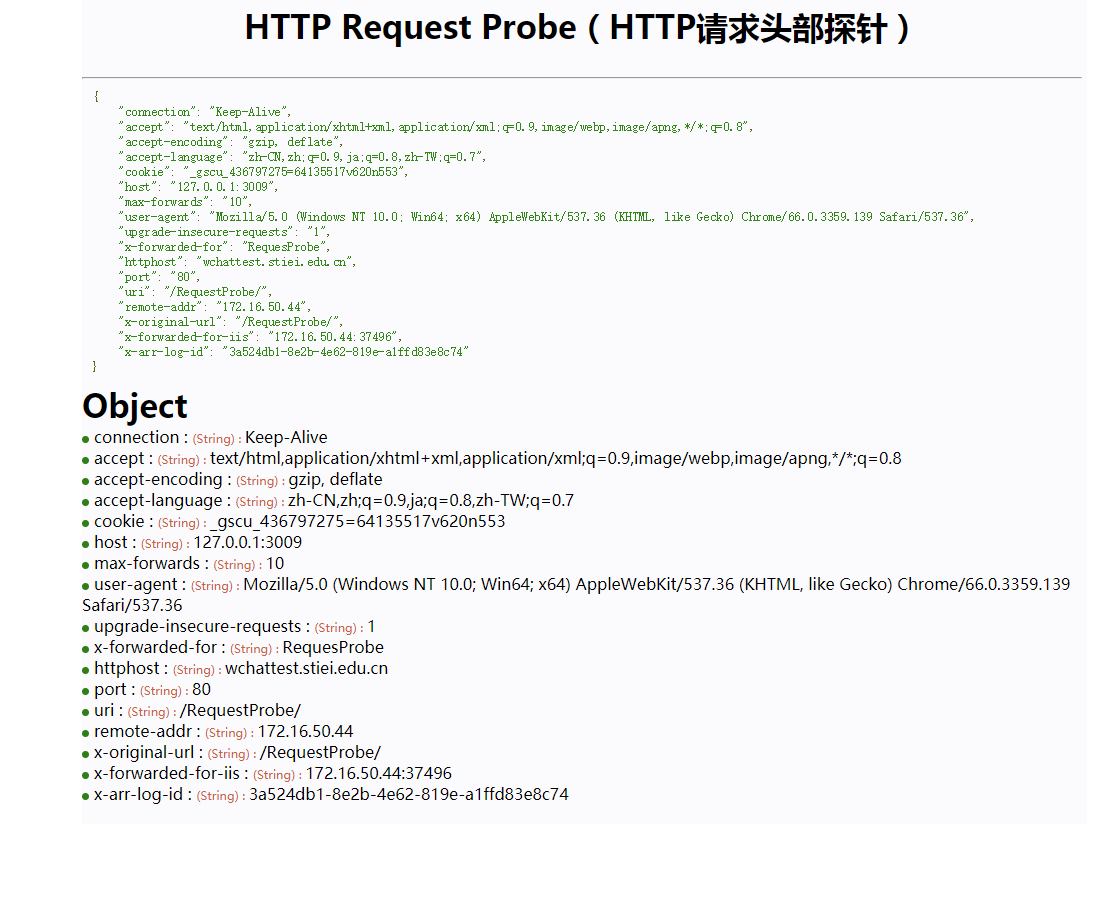 HTTP Request Probe（HTTP请求头部探针）
{
"connection": "Keep-Alive",
"accept": "text/html,application/xhtml+xml,application/xml;q=0.9,image/webp,image/apng,*/*;q=0.8",
"accept-encoding": "gzip, deflate",
"accept-language": "zh-CN,zh;q=0.9,ja;q=0.8,zh-TW;q=0.7",
"cookie": "_gscu_436797275=64135517v620n553",
"host": "127.0.0.1:3009",
"max-forwards": "10",
"user-agent": "Mozilla/5.0 (Windows NT 10.0; Win64; x64) AppleWebKit/537.36 (KHTML, like Gecko) Chrome/66.0.3359.139 Safari/537.36",
"upgrade-insecure-requests": "1",
"x-forwarded-for": "RequesProbe",
"httphost": "wchattest.stiei.edu.cn",
"port": "80",
"uri": "/RequestProbe/",
"remote-addr": "172.16.50.44",
"x-original-url": "/RequestProbe/",
"x-forwarded-for-iis": "172.16.50.44:37496",
"x-arr-log-id": "3a524db1-8e2b-4e62-819e-a1ffd83e8c74"
}
Object
● connection : (String) : Keep-Alive
● accept : (String) : text/html,application/xhtml+xml,application/xml;q=0.9,image/webp,image/apng,*/*;q=0.8
● accept-encoding : (String) : gzip, deflate
● accept-language : (String) : zh-CN,zh;q=0.9,ja;q=0.8,zh-TW;q=0.7
● cookie : (String) : _gscu_436797275=64135517v620n553
● host : (String) : 127.0.0.1:3009
● max-forwards : (String) : 10
● user-agent : (String) : Mozilla/5.0 (Windows NT 10.0; Win64; x64) AppleWebKit/537.36 (KHTML, like Gecko) Chrome/66.0.3359.139
Safari/537.36
● upgrade-insecure-requests : (String) : 1
● x-forwarded-for : (String) : RequesProbe
● httphost : (String) : wchattest.stiei.edu.cn
● port : (String) : 80
● uri : (String) : /RequestProbe/
● remote-addr : (String) : 172.16.50.44
● x-original-url : (String) : /RequestProbe/
● x-forwarded-for-iis : (String) : 172.16.50.44:37496
● x-arr-log-id : (String) : 3a524db1-8e2b-4e62-819e-a1ffd83e8c74